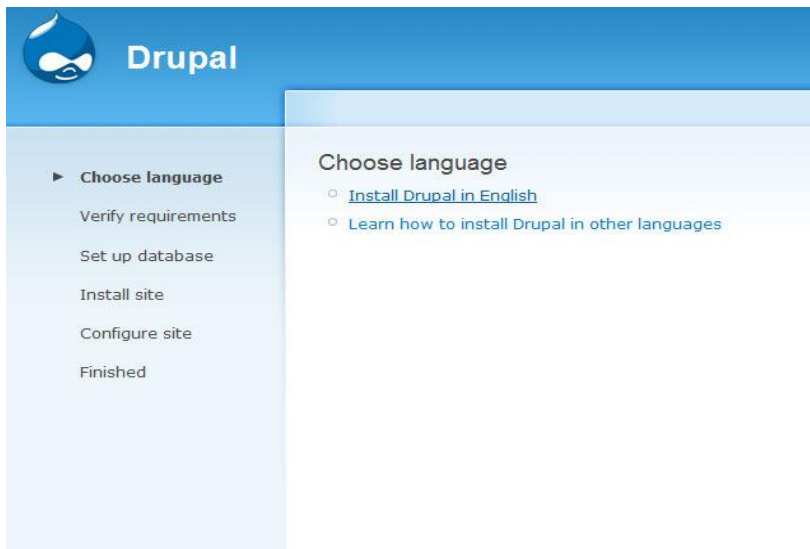 Drupal
Choose language
Verify requirements
Set up database
Install site
Configure site
Finished
Choose language
Install Drupal in English
Learn how to install Drupal in other languages